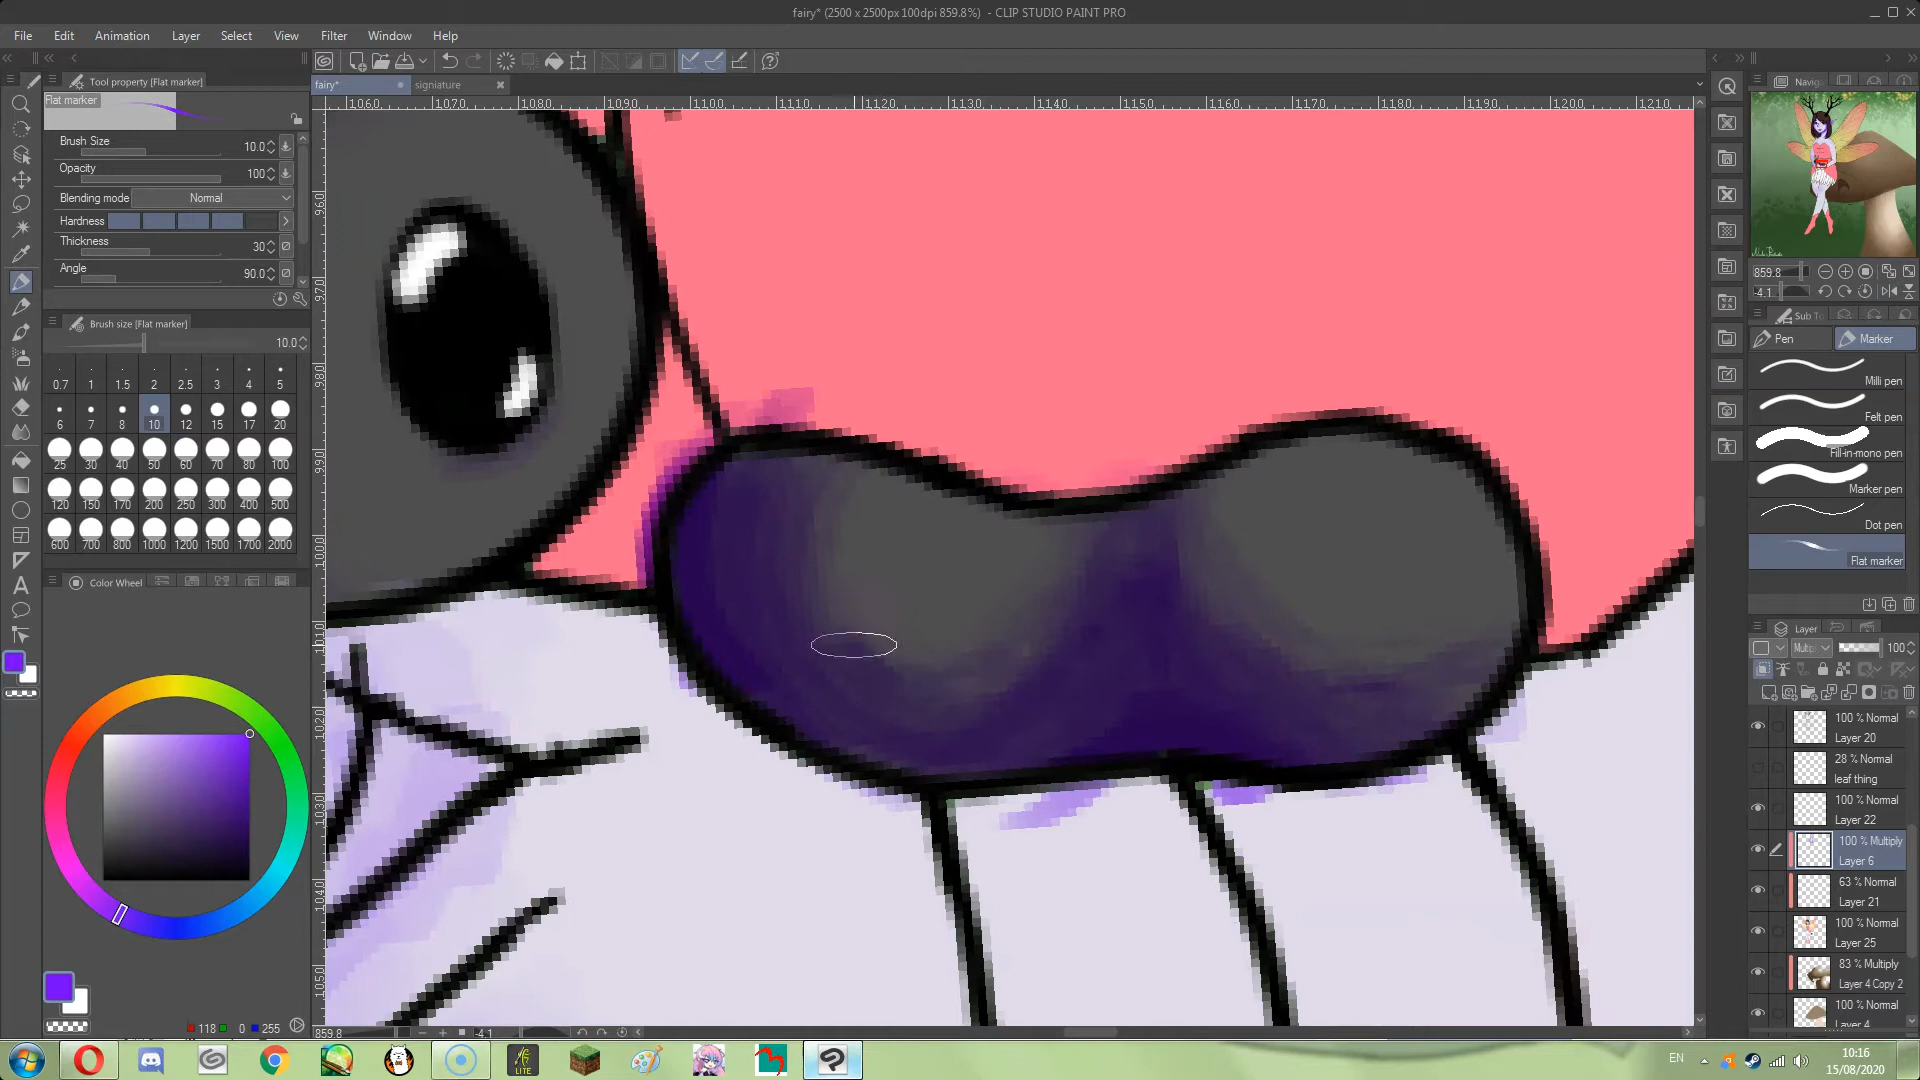 fairy* (2500 x 2500px 100dpi 859.8%) - CLIP STUDIO PAINT PRO
File Edit Animation Layer Select View Filter Window Help
Tool property [Flat marker]
Flat marker
Brush Size 10.0
Opacity 100
Blending mode Normal
Hardness
Thickness 30
Angle 90.0
Brush size [Flat marker]
10.0
0.7 1 1.5 2 2.5 3 4 5
6 7 8 10 12 15 17 20
25 30 40 50 60 70 80 100
120 150 170 200 250 300 400 500
600 700 800 1000 1200 1500 1700 2000
Color Wheel
118 0 255
fairy* signature
1060 1070 1080 1090 1100 1110 1120 1130 1140 1150 1160 1170 1180 1190 1200 1210
960
970
980
990
1000
1010
1020
1030
1040
1050
859.8 -4.1
Navig
859.8
-4.1
Sub To
Pen Marker
Milli pen
Felt pen
Fill-in-mono pen
Marker pen
Dot pen
Flat marker
Layer
Multip 100
100 % Normal
Layer 20
28 % Normal
leaf thing
100 % Normal
Layer 22
100 % Multiply
Layer 6
63 % Normal
Layer 21
100 % Normal
Layer 25
83 % Multiply
Layer 4 Copy 2
100 % Normal
Layer 4
LITE
EN
10:16
15/08/2020